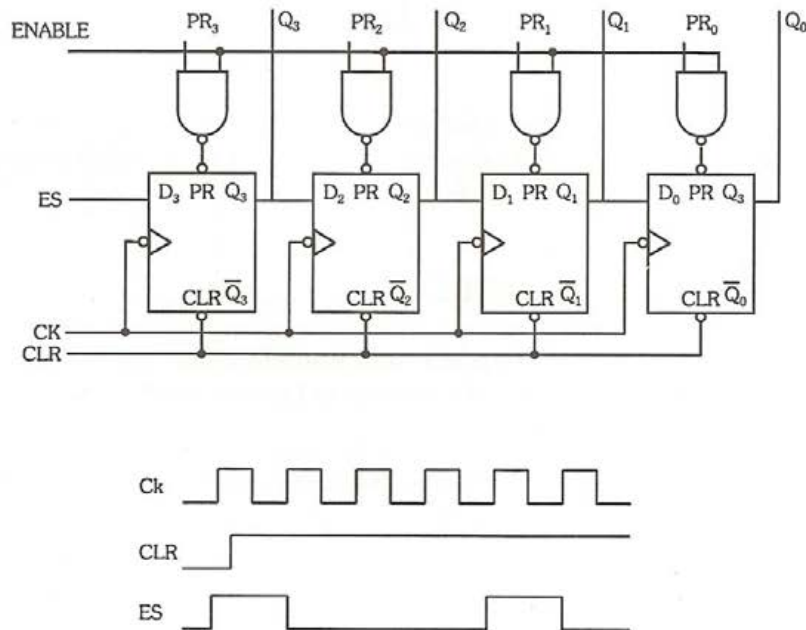 PR₃ Q₃ PR₂ Q₂ PR₁ Q₁ PR₀ Q₀
ENABLE
ES D₃ PR Q₃ D₂ PR Q₂ D₁ PR Q₁ D₀ PR Q₃
CLR Q̅₃ CLR Q̅₂ CLR Q̅₁ CLR Q̅₀
CK
CLR
Ck
CLR
ES